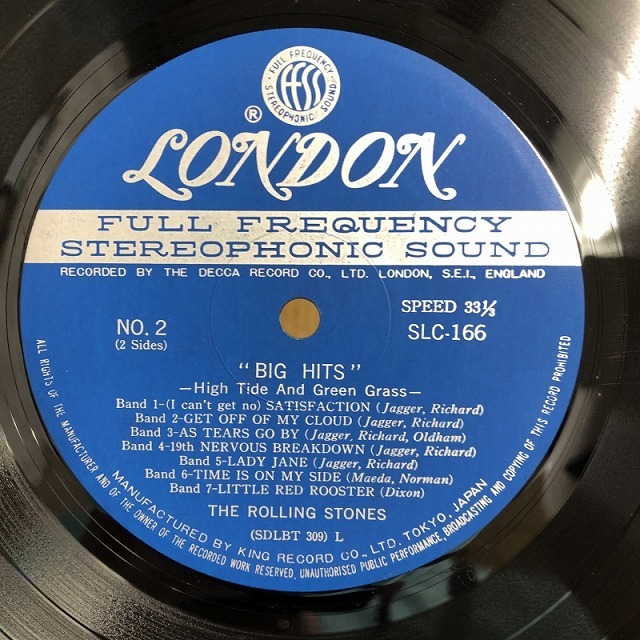 FULL FREQUENCY
ffss
STEREOPHONIC SOUND
®
LONDON
FULL FREQUENCY
STEREOPHONIC SOUND
RECORDED BY THE DECCA RECORD CO., LTD. LONDON, S.E.I., ENGLAND
NO. 2
(2 Sides)
SPEED 33⅓
SLC-166
"BIG HITS"
—High Tide And Green Grass—
Band 1-(I can't get no) SATISFACTION (Jagger, Richard)
Band 2-GET OFF OF MY CLOUD (Jagger, Richard)
Band 3-AS TEARS GO BY (Jagger, Richard, Oldham)
Band 4-19th NERVOUS BREAKDOWN (Jagger, Richard)
Band 5-LADY JANE (Jagger, Richard)
Band 6-TIME IS ON MY SIDE (Maeda, Norman)
Band 7-LITTLE RED ROOSTER (Dixon)
THE ROLLING STONES
(SDLBT 309) L
MANUFACTURED BY KING RECORD CO., LTD. TOKYO, JAPAN
ALL RIGHTS OF THE MANUFACTURER AND OF THE OWNER OF THE RECORDED WORK RESERVED, UNAUTHORISED PUBLIC PERFORMANCE, BROADCASTING AND COPYING OF THIS RECORD PROHIBITED